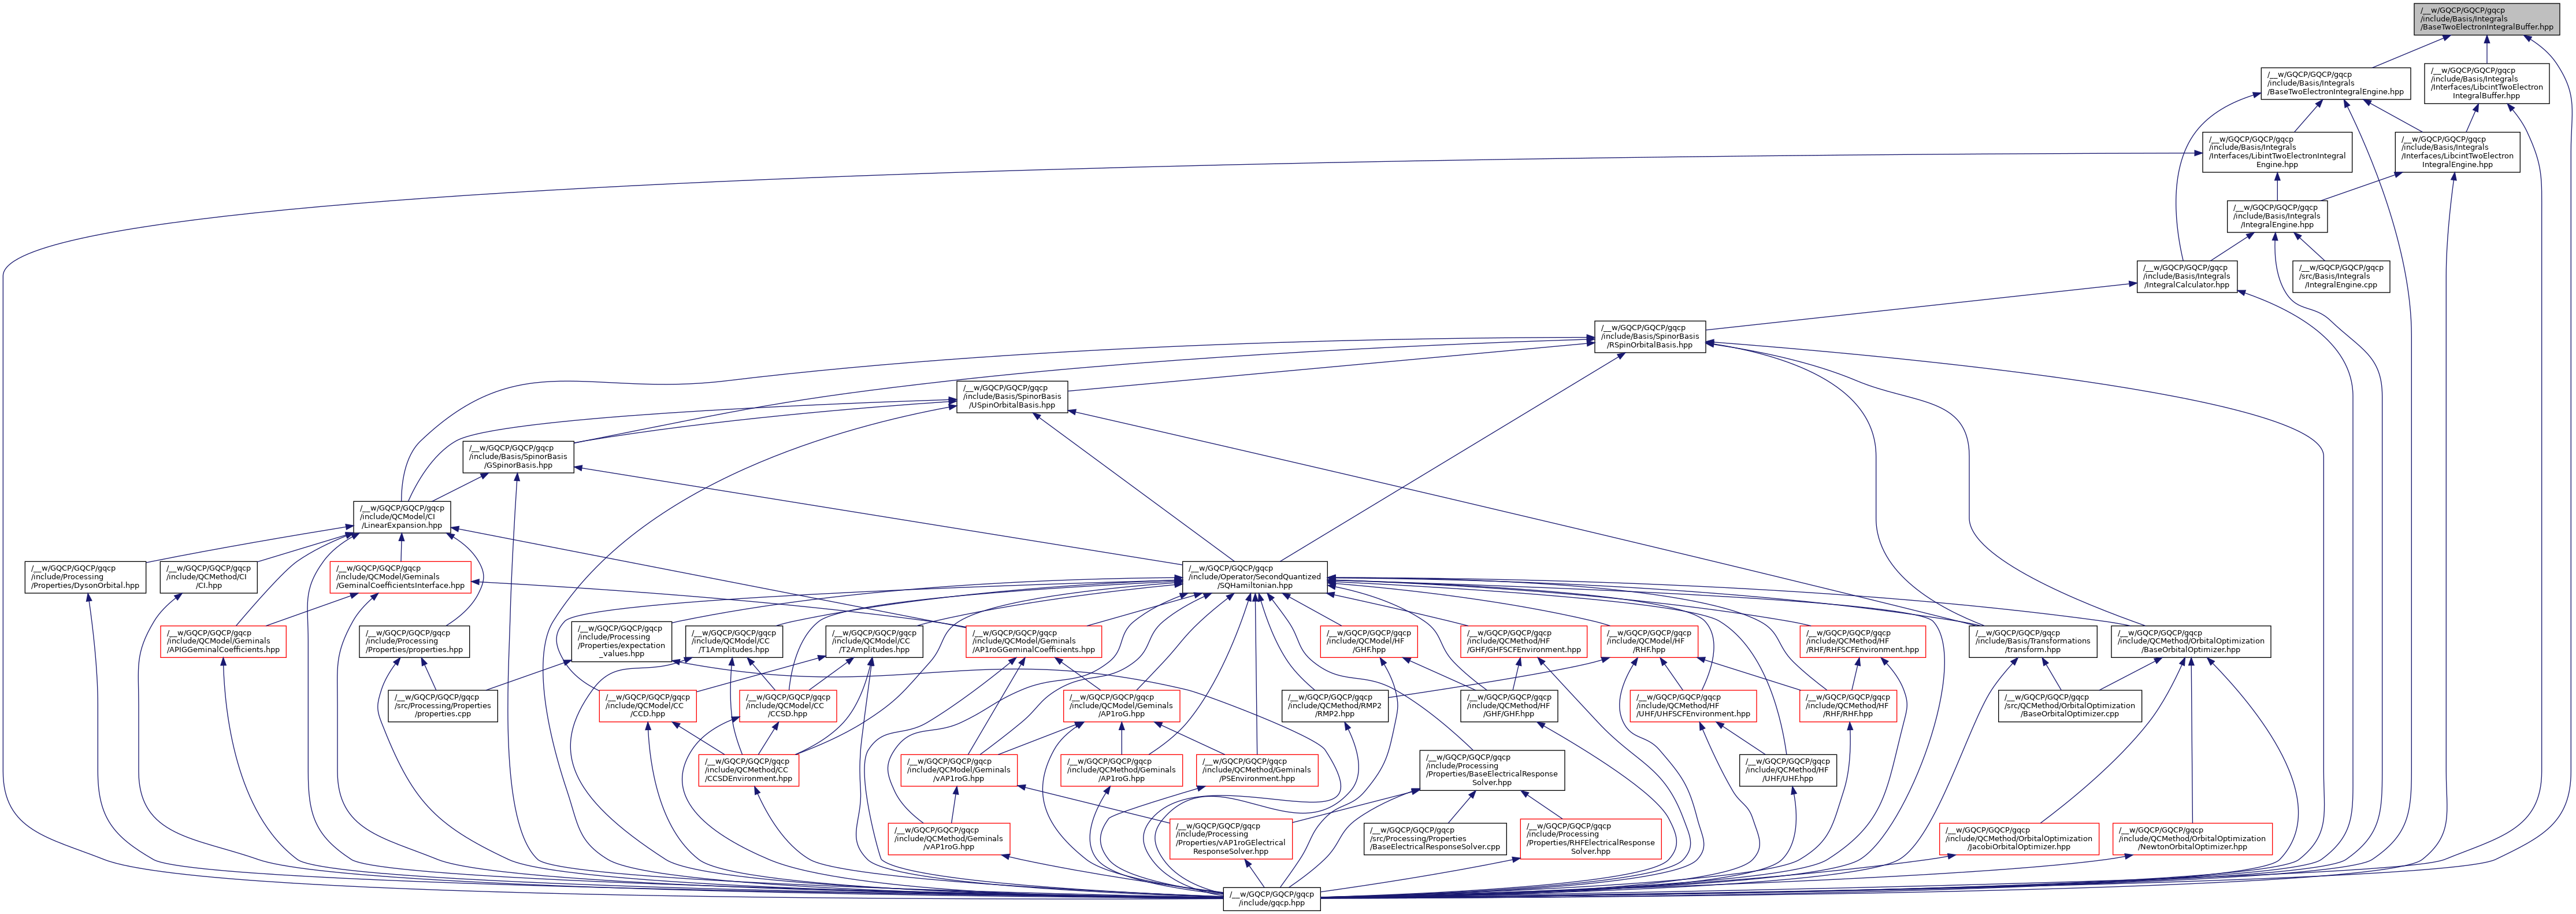 /__w/GQCP/GQCP/gqcp
/include/Basis/Integrals
/BaseTwoElectronIntegralBuffer.hpp
/__w/GQCP/GQCP/gqcp
/include/Basis/Integrals
/BaseTwoElectronIntegralEngine.hpp
/__w/GQCP/GQCP/gqcp
/include/Basis/Integrals
/Interfaces/LibcintTwoElectron
IntegralBuffer.hpp
/__w/GQCP/GQCP/gqcp
/include/Basis/Integrals
/Interfaces/LibintTwoElectronIntegral
Engine.hpp
/__w/GQCP/GQCP/gqcp
/include/Basis/Integrals
/Interfaces/LibcintTwoElectron
IntegralEngine.hpp
/__w/GQCP/GQCP/gqcp
/include/Basis/Integrals
/IntegralEngine.hpp
/__w/GQCP/GQCP/gqcp
/include/Basis/Integrals
/IntegralCalculator.hpp
/__w/GQCP/GQCP/gqcp
/src/Basis/Integrals
/IntegralEngine.cpp
/__w/GQCP/GQCP/gqcp
/include/Basis/SpinorBasis
/RSpinOrbitalBasis.hpp
/__w/GQCP/GQCP/gqcp
/include/Basis/SpinorBasis
/USpinOrbitalBasis.hpp
/__w/GQCP/GQCP/gqcp
/include/Basis/SpinorBasis
/GSpinorBasis.hpp
/__w/GQCP/GQCP/gqcp
/include/QCModel/CI
/LinearExpansion.hpp
/__w/GQCP/GQCP/gqcp
/include/Processing
/Properties/DysonOrbital.hpp
/__w/GQCP/GQCP/gqcp
/include/QCMethod/CI
/CI.hpp
/__w/GQCP/GQCP/gqcp
/include/QCModel/Geminals
/GeminalCoefficientsInterface.hpp
/__w/GQCP/GQCP/gqcp
/include/Operator/SecondQuantized
/SQHamiltonian.hpp
/__w/GQCP/GQCP/gqcp
/include/QCModel/Geminals
/APIGGeminalCoefficients.hpp
/__w/GQCP/GQCP/gqcp
/include/Processing
/Properties/properties.hpp
/__w/GQCP/GQCP/gqcp
/include/Processing
/Properties/expectation
_values.hpp
/__w/GQCP/GQCP/gqcp
/include/QCModel/CC
/T1Amplitudes.hpp
/__w/GQCP/GQCP/gqcp
/include/QCModel/CC
/T2Amplitudes.hpp
/__w/GQCP/GQCP/gqcp
/include/QCModel/Geminals
/AP1roGGeminalCoefficients.hpp
/__w/GQCP/GQCP/gqcp
/include/QCModel/HF
/GHF.hpp
/__w/GQCP/GQCP/gqcp
/include/QCMethod/HF
/GHF/GHFSCFEnvironment.hpp
/__w/GQCP/GQCP/gqcp
/include/QCModel/HF
/RHF.hpp
/__w/GQCP/GQCP/gqcp
/include/QCMethod/HF
/RHF/RHFSCFEnvironment.hpp
/__w/GQCP/GQCP/gqcp
/include/Basis/Transformations
/transform.hpp
/__w/GQCP/GQCP/gqcp
/include/QCMethod/OrbitalOptimization
/BaseOrbitalOptimizer.hpp
/__w/GQCP/GQCP/gqcp
/src/Processing/Properties
/properties.cpp
/__w/GQCP/GQCP/gqcp
/include/QCModel/CC
/CCD.hpp
/__w/GQCP/GQCP/gqcp
/include/QCModel/CC
/CCSD.hpp
/__w/GQCP/GQCP/gqcp
/include/QCModel/Geminals
/AP1roG.hpp
/__w/GQCP/GQCP/gqcp
/include/QCMethod/RMP2
/RMP2.hpp
/__w/GQCP/GQCP/gqcp
/include/QCMethod/HF
/GHF/GHF.hpp
/__w/GQCP/GQCP/gqcp
/include/QCMethod/HF
/UHF/UHFSCFEnvironment.hpp
/__w/GQCP/GQCP/gqcp
/include/QCMethod/HF
/RHF/RHF.hpp
/__w/GQCP/GQCP/gqcp
/src/QCMethod/OrbitalOptimization
/BaseOrbitalOptimizer.cpp
/__w/GQCP/GQCP/gqcp
/include/QCMethod/CC
/CCSDEnvironment.hpp
/__w/GQCP/GQCP/gqcp
/include/QCModel/Geminals
/vAP1roG.hpp
/__w/GQCP/GQCP/gqcp
/include/QCMethod/Geminals
/AP1roG.hpp
/__w/GQCP/GQCP/gqcp
/include/QCMethod/Geminals
/PSEnvironment.hpp
/__w/GQCP/GQCP/gqcp
/include/Processing
/Properties/BaseElectricalResponse
Solver.hpp
/__w/GQCP/GQCP/gqcp
/include/QCMethod/HF
/UHF/UHF.hpp
/__w/GQCP/GQCP/gqcp
/include/QCMethod/Geminals
/vAP1roG.hpp
/__w/GQCP/GQCP/gqcp
/include/Processing
/Properties/vAP1roGElectrical
ResponseSolver.hpp
/__w/GQCP/GQCP/gqcp
/src/Processing/Properties
/BaseElectricalResponseSolver.cpp
/__w/GQCP/GQCP/gqcp
/include/Processing
/Properties/RHFElectricalResponse
Solver.hpp
/__w/GQCP/GQCP/gqcp
/include/QCMethod/OrbitalOptimization
/JacobiOrbitalOptimizer.hpp
/__w/GQCP/GQCP/gqcp
/include/QCMethod/OrbitalOptimization
/NewtonOrbitalOptimizer.hpp
/__w/GQCP/GQCP/gqcp
/include/gqcp.hpp